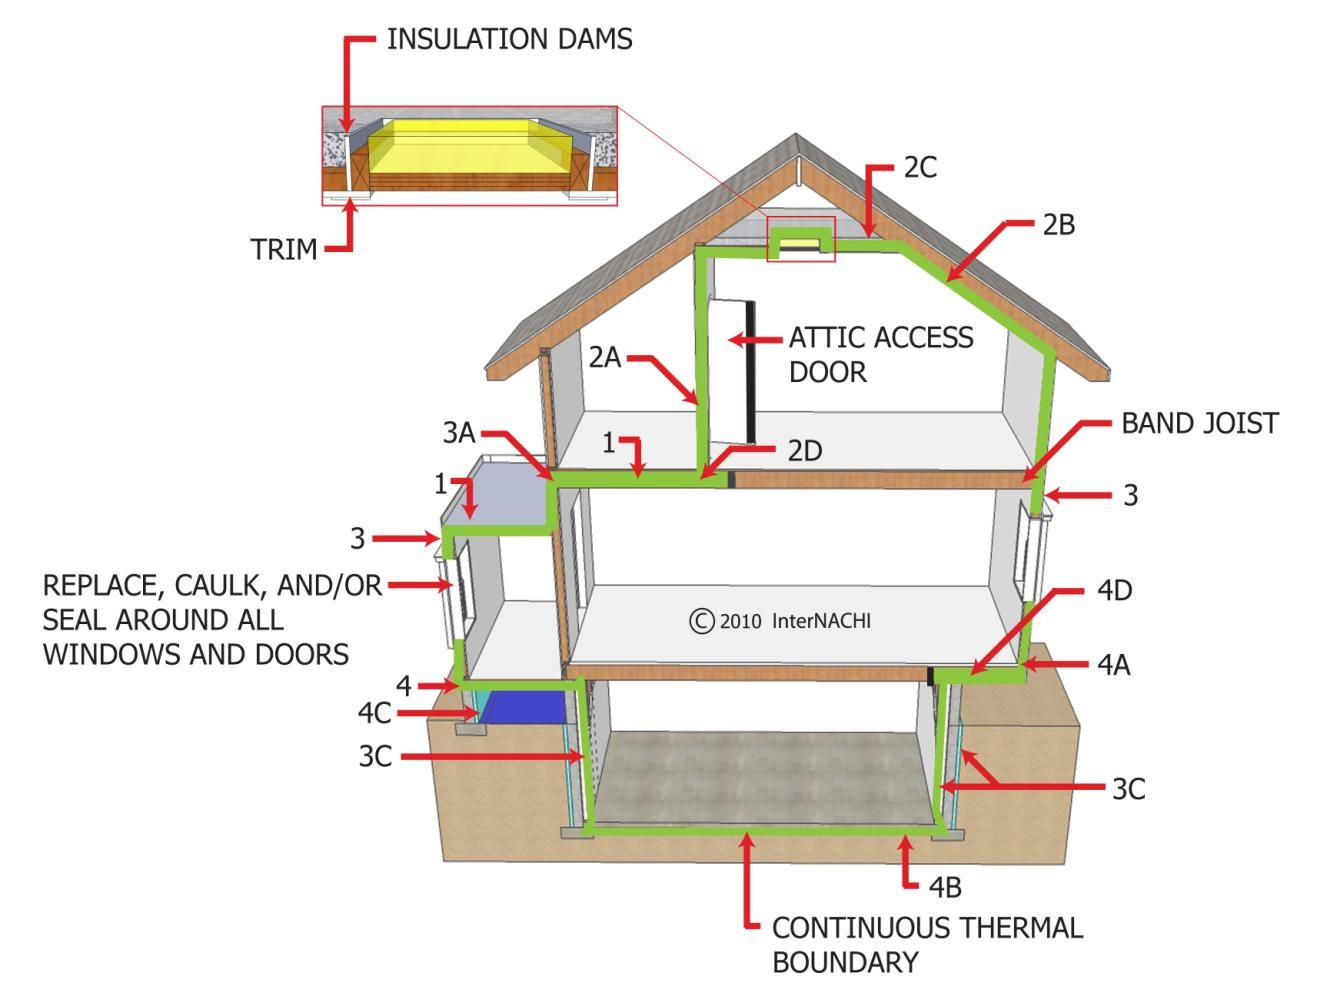 INSULATION DAMS
2C
2B
TRIM
ATTIC ACCESS
DOOR
2A
BAND JOIST
3A
1
2D
1
3
3
REPLACE, CAULK, AND/OR
SEAL AROUND ALL
WINDOWS AND DOORS
4D
© 2010 InterNACHI
4A
4
4C
3C
3C
4B
CONTINUOUS THERMAL
BOUNDARY